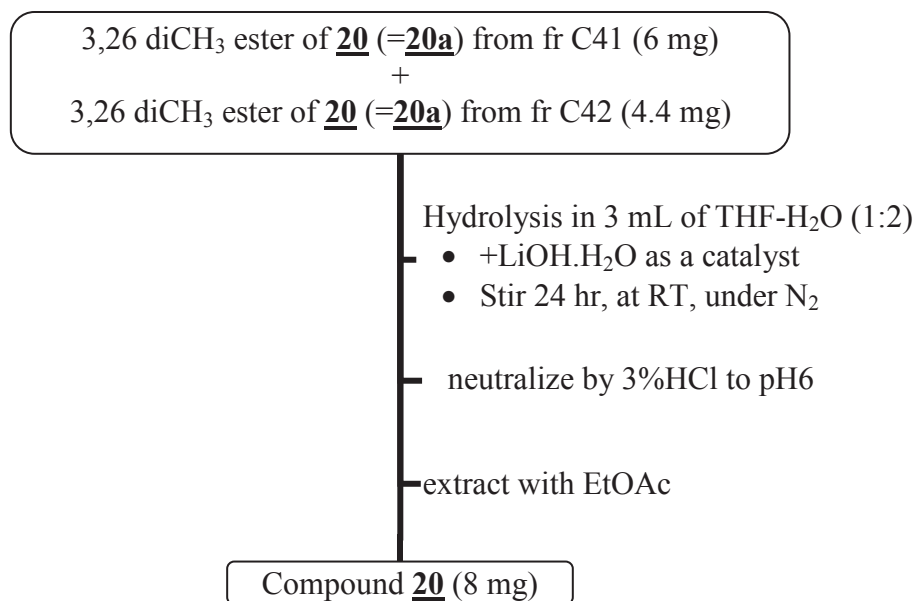 3,26 diCH₃ ester of 20 (=20a) from fr C41 (6 mg)
+
3,26 diCH₃ ester of 20 (=20a) from fr C42 (4.4 mg)
Hydrolysis in 3 mL of THF-H₂O (1:2)
• +LiOH.H₂O as a catalyst
• Stir 24 hr, at RT, under N₂
neutralize by 3%HCl to pH6
extract with EtOAc
Compound 20 (8 mg)